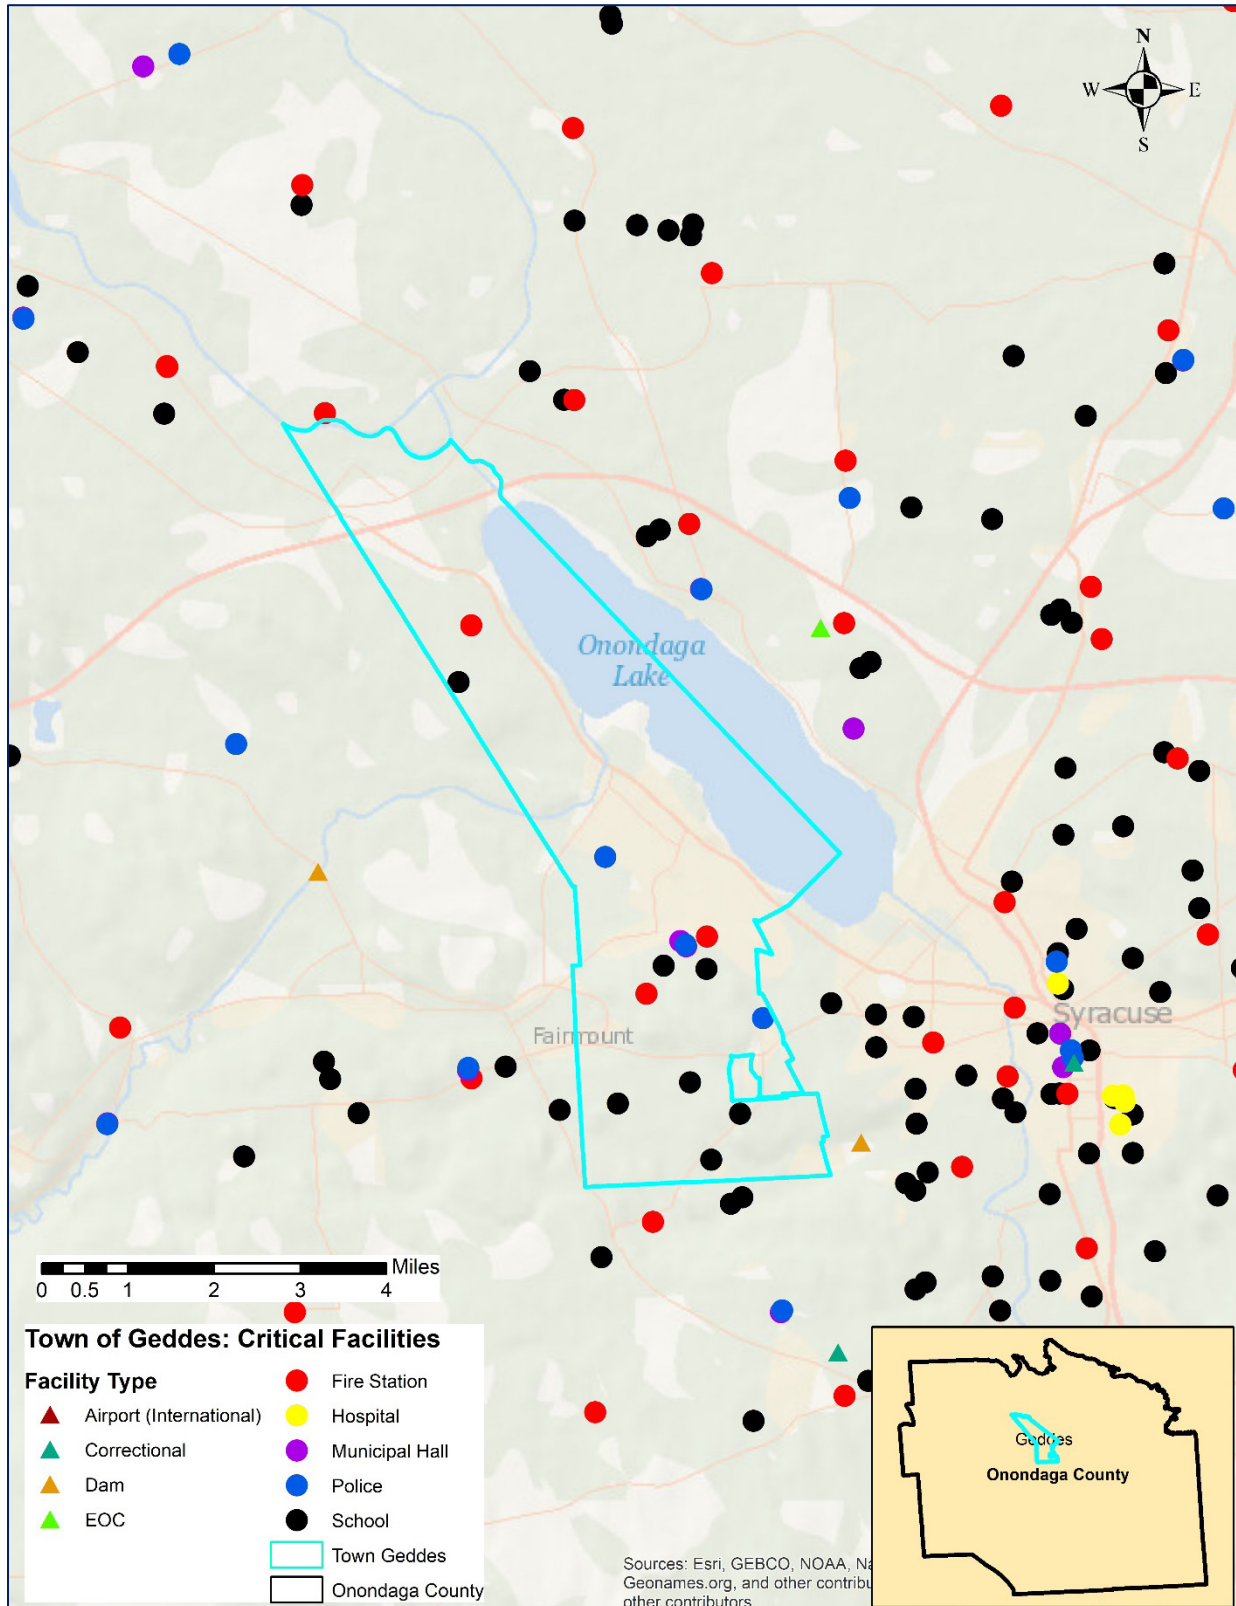 N
W E
S
Onondaga
Lake
Syracuse
Fairmount
Miles
0 0.5 1 2 3 4
Town of Geddes: Critical Facilities
Facility Type
Airport (International)
Correctional
Dam
EOC
Fire Station
Hospital
Municipal Hall
Police
School
Town Geddes
Onondaga County
Geddes
Onondaga County
Sources: Esri, GEBCO, NOAA, Na
Geonames.org, and other contribu
other contributors